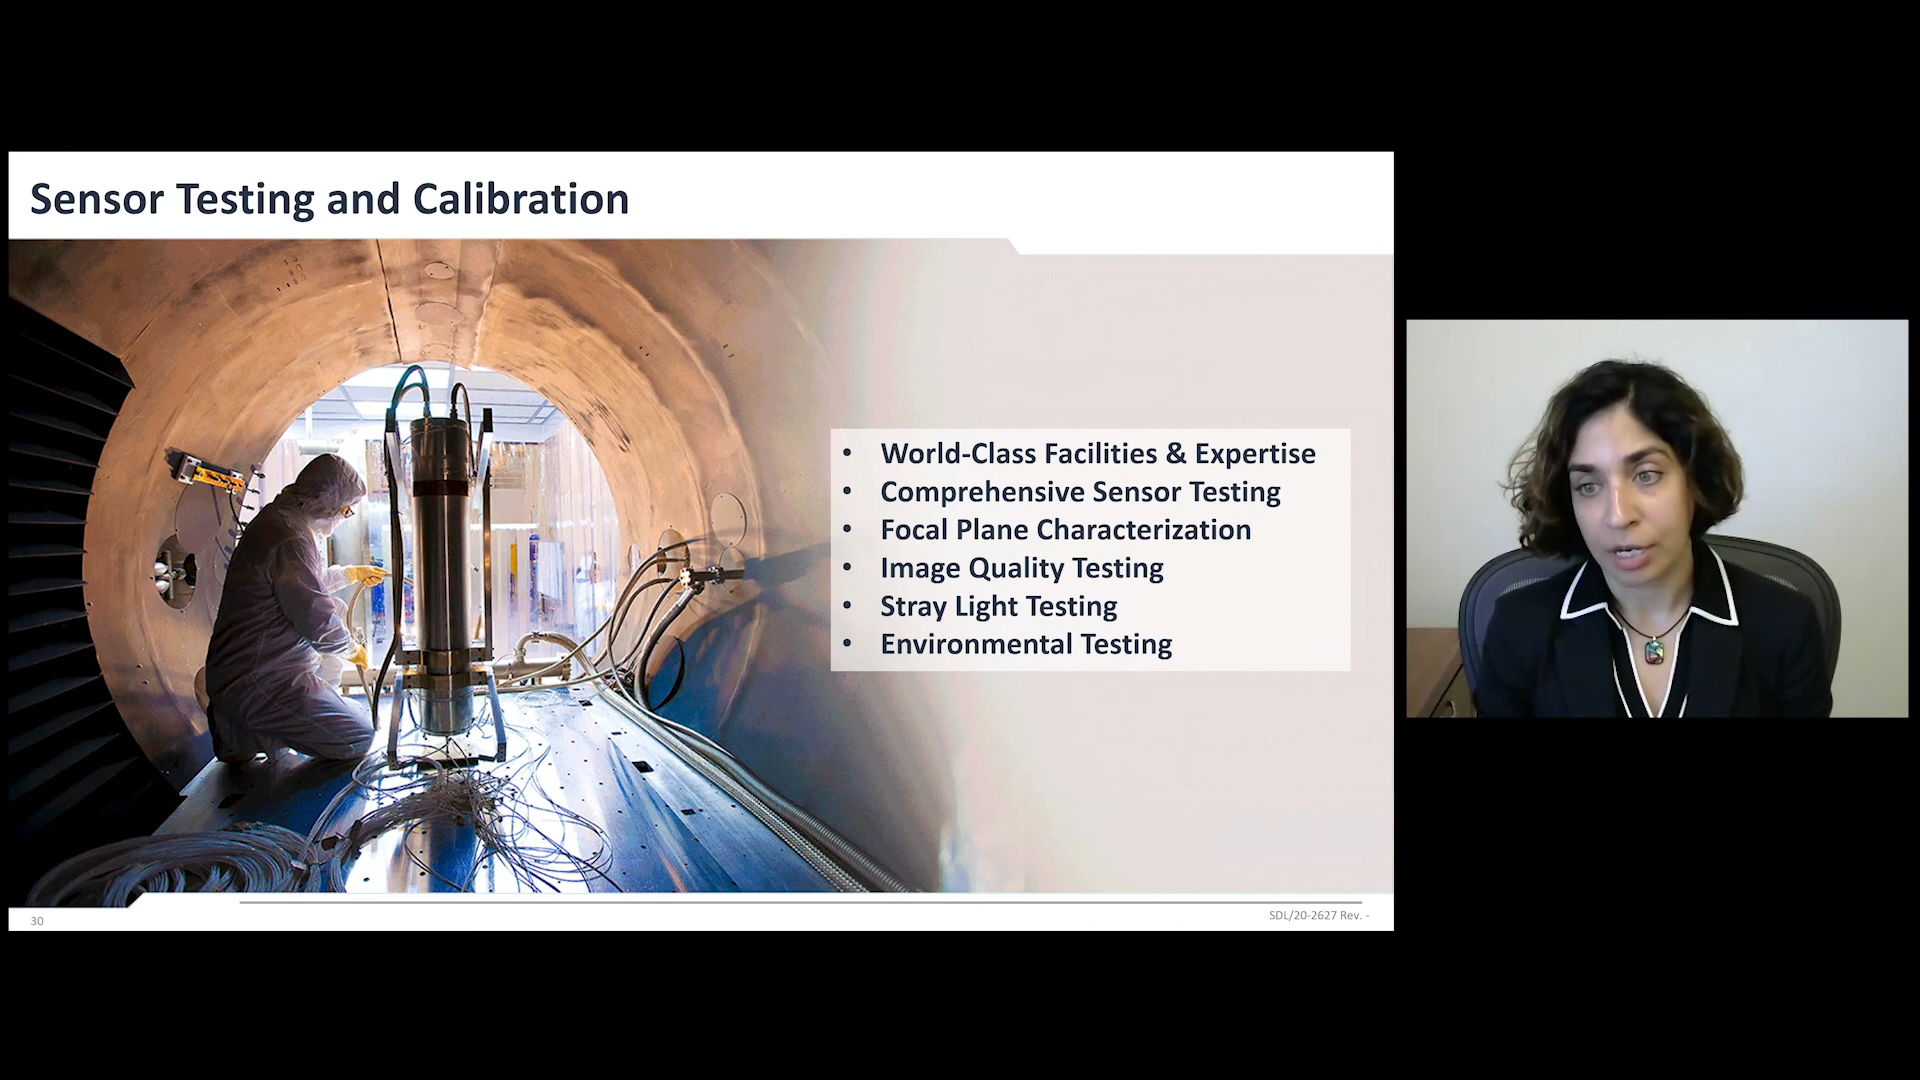 Sensor Testing and Calibration
• World-Class Facilities & Expertise
• Comprehensive Sensor Testing
• Focal Plane Characterization
• Image Quality Testing
• Stray Light Testing
• Environmental Testing
30
SDL/20-2627 Rev. -